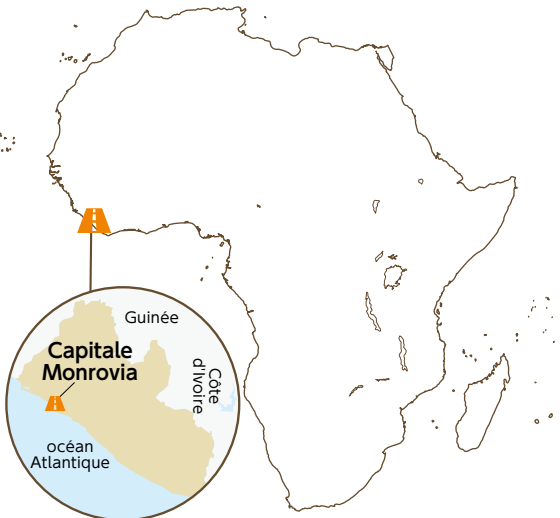 Guinée
Capitale
Monrovia
Côte
d'Ivoire
océan
Atlantique